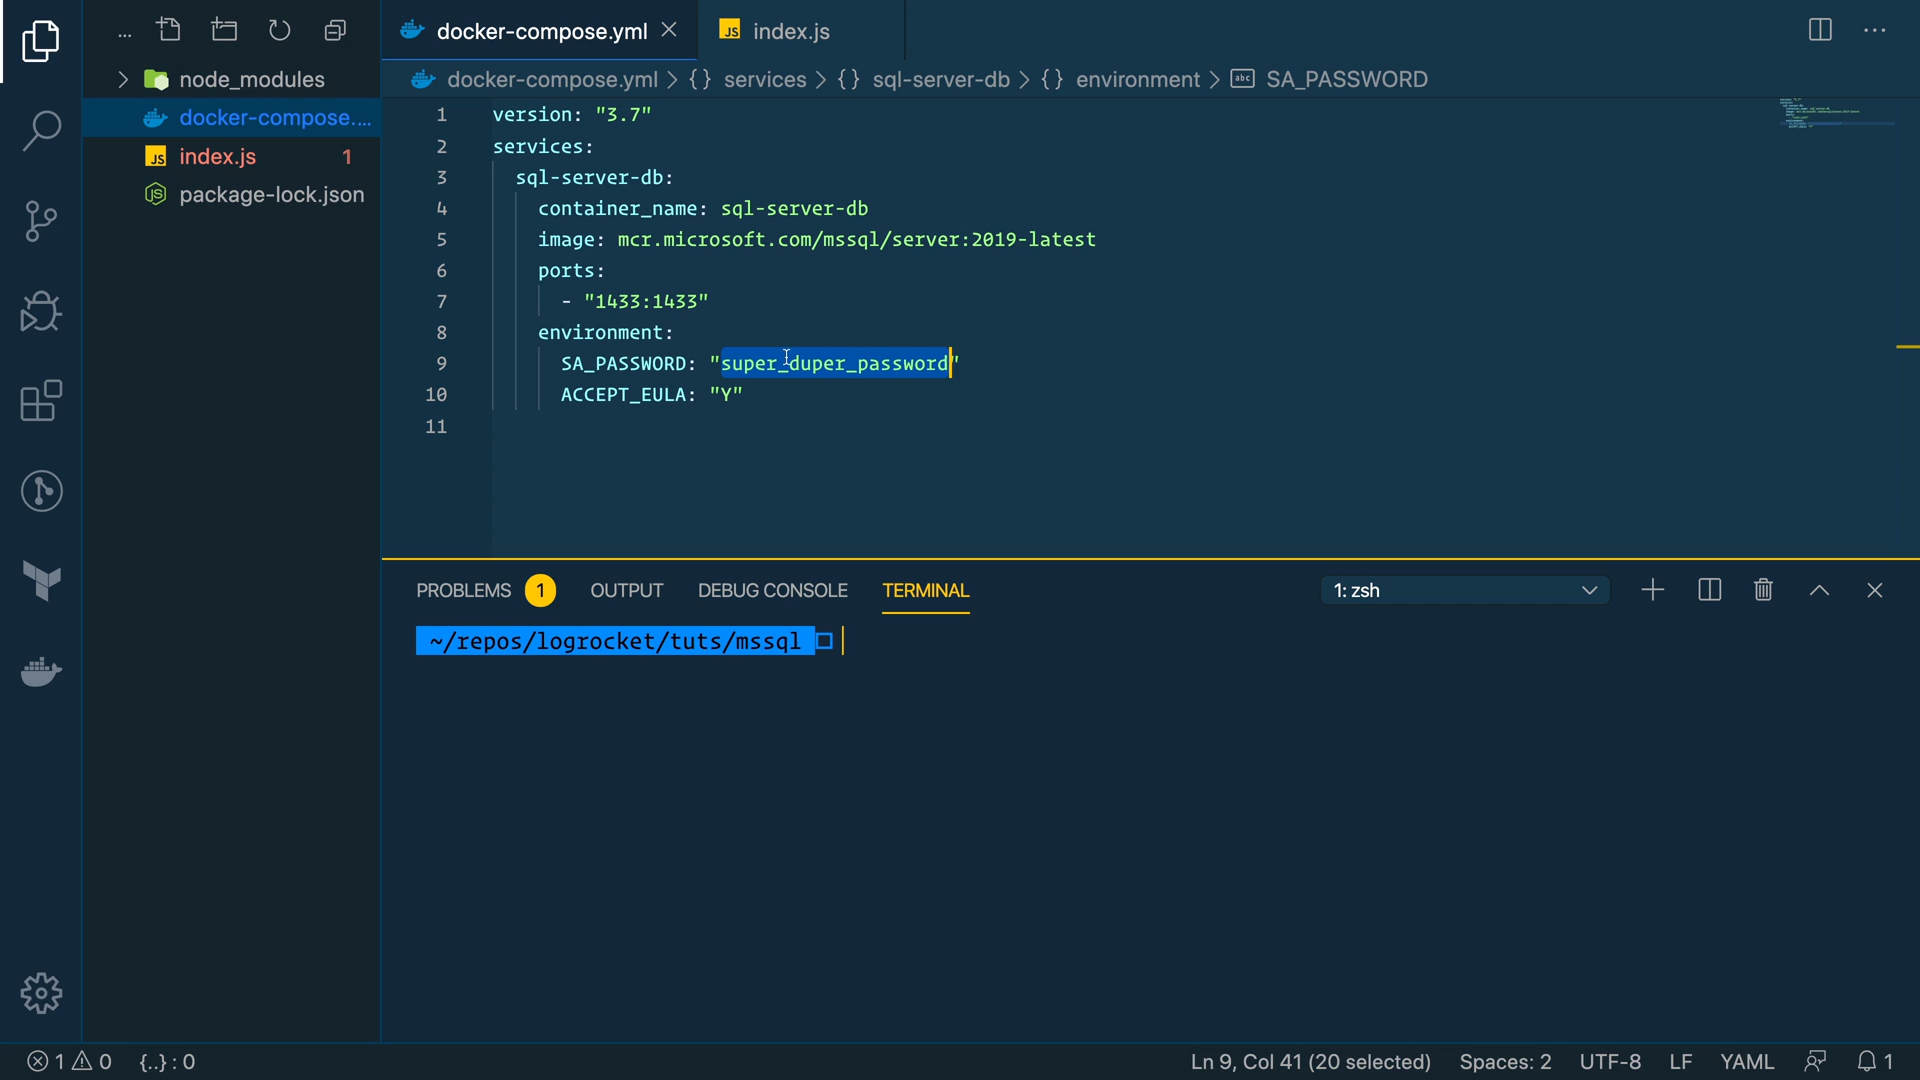 ...
docker-compose.yml
JS index.js
...
node_modules
docker-compose....
JS index.js 1
JS package-lock.json
docker-compose.yml > {} services > {} sql-server-db > {} environment > abc SA_PASSWORD
1 version: "3.7"
2 services:
3 sql-server-db:
4 container_name: sql-server-db
5 image: mcr.microsoft.com/mssql/server:2019-latest
6 ports:
7 - "1433:1433"
8 environment:
9 SA_PASSWORD: "super_duper_password"
10 ACCEPT_EULA: "Y"
11
PROBLEMS 1 OUTPUT DEBUG CONSOLE TERMINAL 1: zsh
~/repos/logrocket/tuts/mssql
1 0 {..} : 0 Ln 9, Col 41 (20 selected) Spaces: 2 UTF-8 LF YAML 1